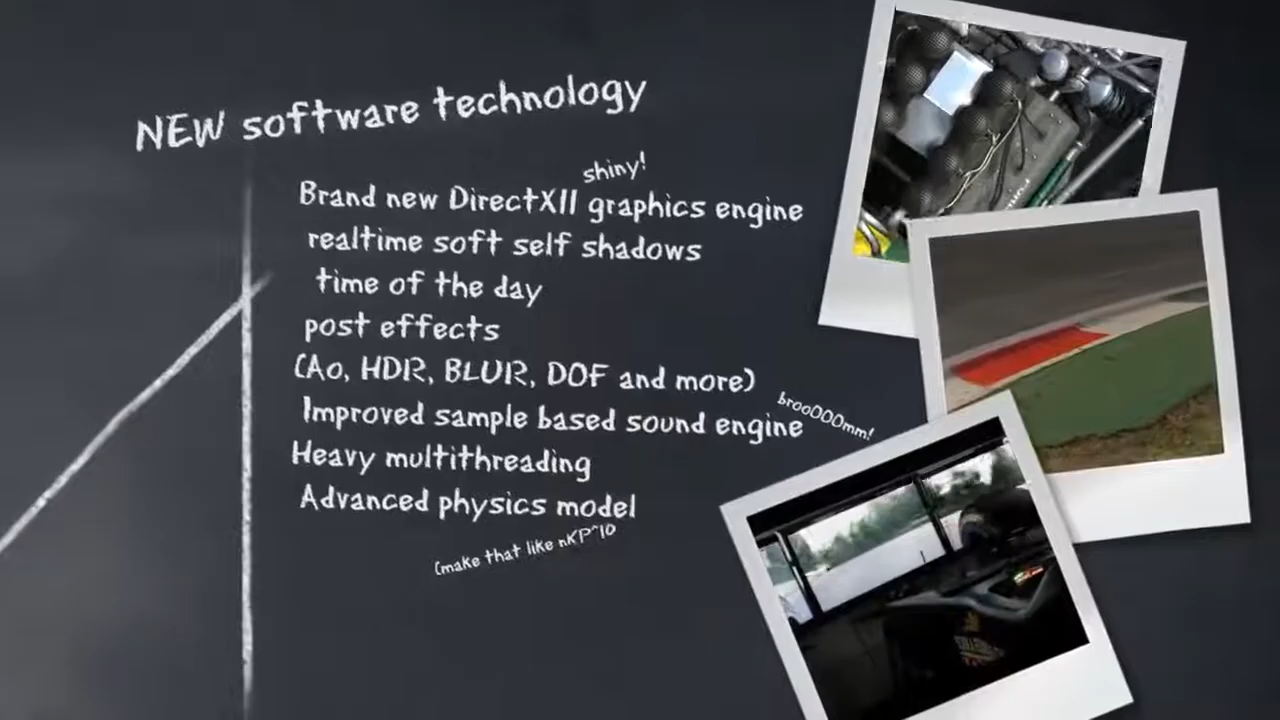 NEW software technology
shiny!
Brand new DirectXII graphics engine
realtime soft self shadows
time of the day
post effects
(Ao, HDR, BLUR, DOF and more)
brooOOOmm!
Improved sample based sound engine
Heavy multithreading
Advanced physics model
(make that like nKP^10